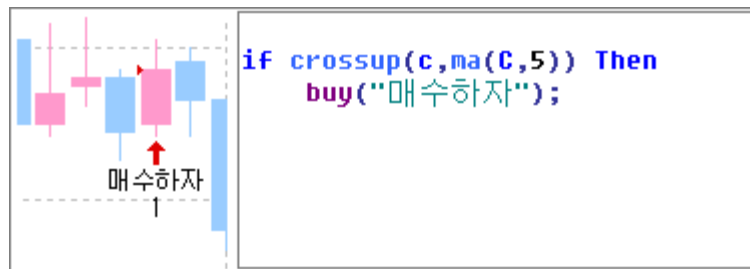 if crossup(c,ma(C,5)) Then
buy("매수하자");
매수하자
1